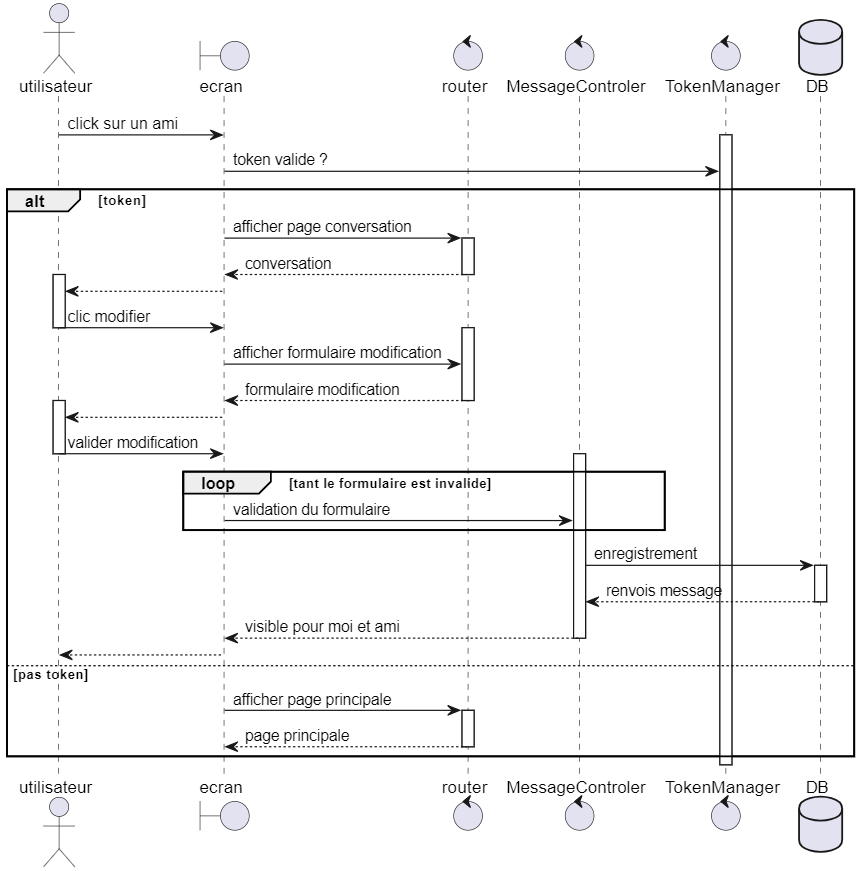 utilisateur ecran router MessageControler TokenManager DB
click sur un ami
token valide ?
alt [token]
afficher page conversation
conversation
clic modifier
afficher formulaire modification
formulaire modification
valider modification
loop [tant le formulaire est invalide]
validation du formulaire
enregistrement
renvois message
visible pour moi et ami
[pas token]
afficher page principale
page principale
utilisateur ecran router MessageControler TokenManager DB